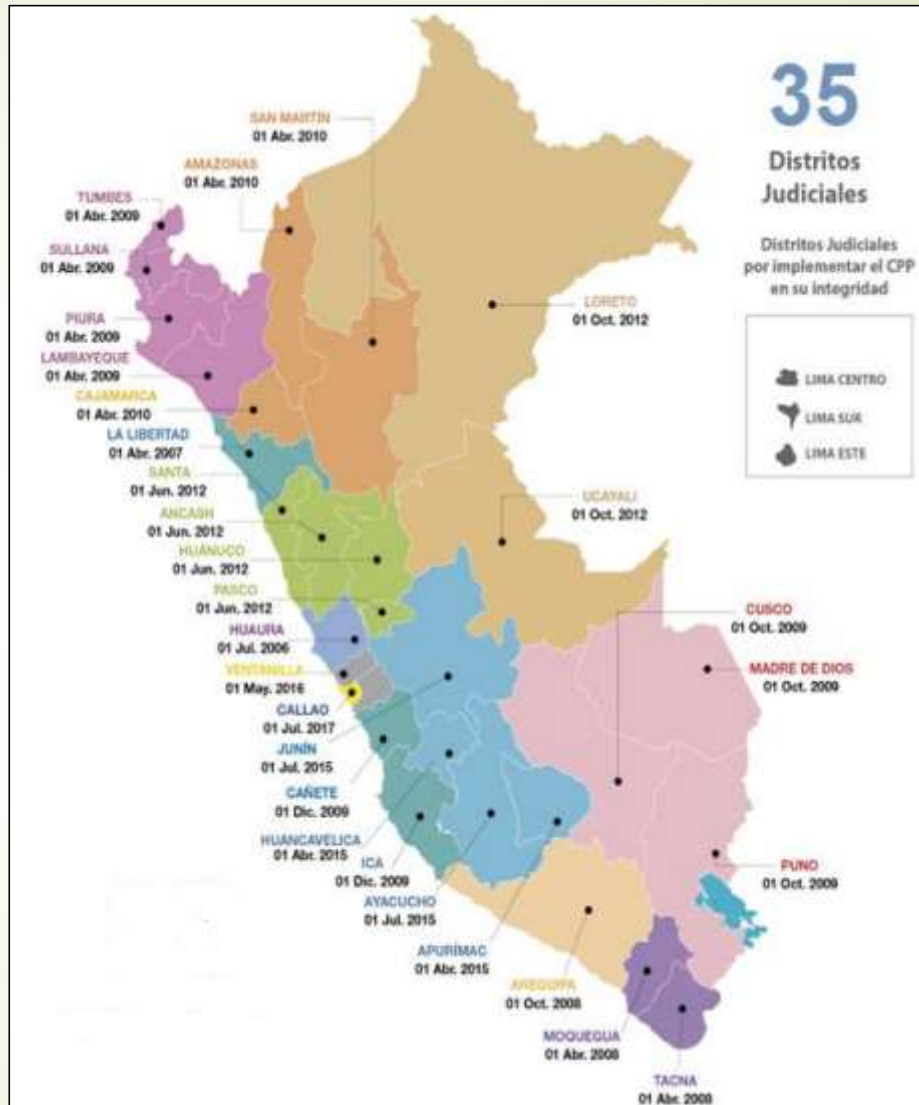 35
Distritos
Judiciales
Distritos Judiciales
por implementar el CPP
en su integridad
LIMA CENTRO
LIMA SUR
LIMA ESTE
SAN MARTÍN
01 Abr. 2010
AMAZONAS
01 Abr. 2010
TUMBES
01 Abr. 2009
SULLANA
01 Abr. 2009
PIURA
01 Abr. 2009
LAMBAYEQUE
01 Abr. 2009
CAJAMARCA
01 Abr. 2010
LA LIBERTAD
01 Abr. 2007
SANTA
01 Jun. 2012
ANCASH
01 Jun. 2012
HUÁNUCO
01 Jun. 2012
PASCO
01 Jun. 2012
HUAURA
01 Jul. 2006
VENTANILLA
01 May. 2016
CALLAO
01 Jul. 2017
JUNÍN
01 Jul. 2015
CAÑETE
01 Dic. 2009
HUANCAVELICA
01 Abr. 2015
ICA
01 Dic. 2009
AYACUCHO
01 Jul. 2015
APURÍMAC
01 Abr. 2015
AREQUIPA
01 Oct. 2008
MOQUEGUA
01 Abr. 2008
TACNA
01 Abr. 2008
LORETO
01 Oct. 2012
UCAYALI
01 Oct. 2012
CUSCO
01 Oct. 2009
MADRE DE DIOS
01 Oct. 2009
PUNO
01 Oct. 2009